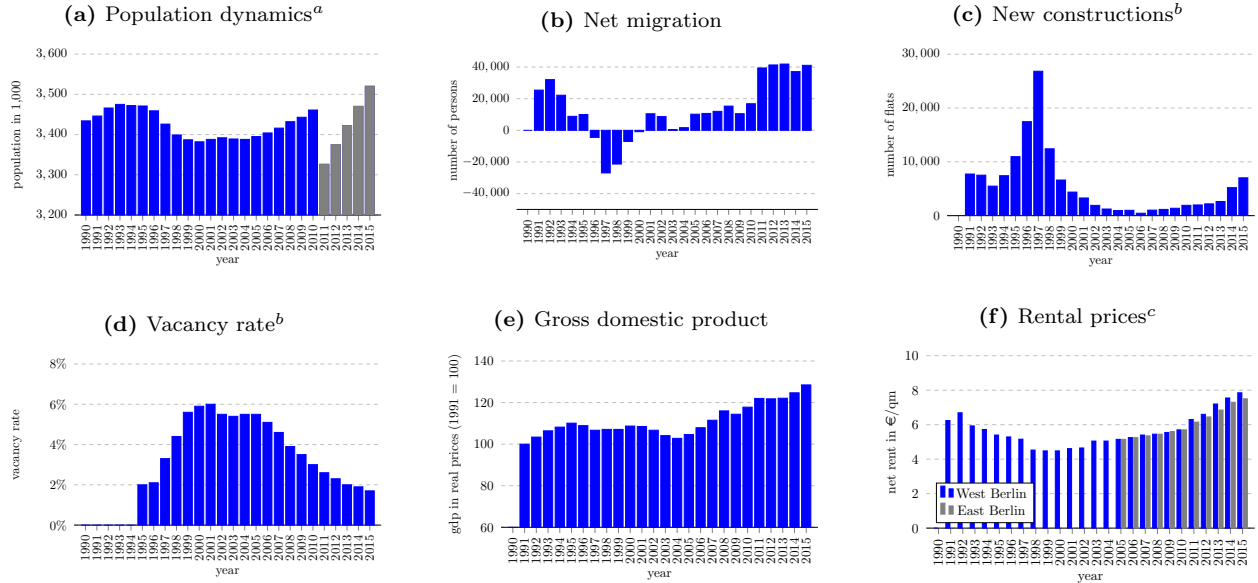 (a) Population dynamics^a
3,600
3,500
3,400
3,300
3,200
population in 1,000
1990 1991 1992 1993 1994 1995 1996 1997 1998 1999 2000 2001 2002 2003 2004 2005 2006 2007 2008 2009 2010 2011 2012 2013 2014 2015
year
(b) Net migration
40,000
20,000
0
−20,000
−40,000
number of persons
1990 1991 1992 1993 1994 1995 1996 1997 1998 1999 2000 2001 2002 2003 2004 2005 2006 2007 2008 2009 2010 2011 2012 2013 2014 2015
year
(c) New constructions^b
30,000
20,000
10,000
0
number of flats
1990 1991 1992 1993 1994 1995 1996 1997 1998 1999 2000 2001 2002 2003 2004 2005 2006 2007 2008 2009 2010 2011 2012 2013 2014 2015
year
(d) Vacancy rate^b
8%
6%
4%
2%
0%
vacancy rate
1990 1991 1992 1993 1994 1995 1996 1997 1998 1999 2000 2001 2002 2003 2004 2005 2006 2007 2008 2009 2010 2011 2012 2013 2014 2015
year
(e) Gross domestic product
140
120
100
80
60
gdp in real prices (1991 = 100)
1990 1991 1992 1993 1994 1995 1996 1997 1998 1999 2000 2001 2002 2003 2004 2005 2006 2007 2008 2009 2010 2011 2012 2013 2014 2015
year
(f) Rental prices^c
10
8
6
4
2
0
net rent in €/qm
West Berlin
East Berlin
1990 1991 1992 1993 1994 1995 1996 1997 1998 1999 2000 2001 2002 2003 2004 2005 2006 2007 2008 2009 2010 2011 2012 2013 2014 2015
year